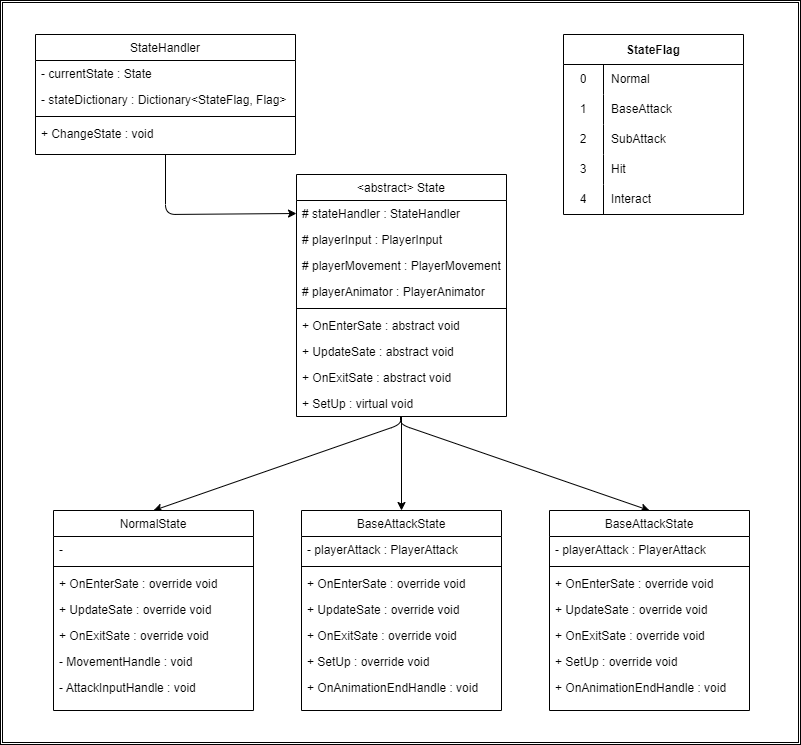 StateHandler
- currentState : State
- stateDictionary : Dictionary<StateFlag, Flag>
+ ChangeState : void
StateFlag
0 Normal
1 BaseAttack
2 SubAttack
3 Hit
4 Interact
<abstract> State
# stateHandler : StateHandler
# playerInput : PlayerInput
# playerMovement : PlayerMovement
# playerAnimator : PlayerAnimator
+ OnEnterSate : abstract void
+ UpdateSate : abstract void
+ OnExitSate : abstract void
+ SetUp : virtual void
NormalState
-
+ OnEnterSate : override void
+ UpdateSate : override void
+ OnExitSate : override void
- MovementHandle : void
- AttackInputHandle : void
BaseAttackState
- playerAttack : PlayerAttack
+ OnEnterSate : override void
+ UpdateSate : override void
+ OnExitSate : override void
+ SetUp : override void
+ OnAnimationEndHandle : void
BaseAttackState
- playerAttack : PlayerAttack
+ OnEnterSate : override void
+ UpdateSate : override void
+ OnExitSate : override void
+ SetUp : override void
+ OnAnimationEndHandle : void